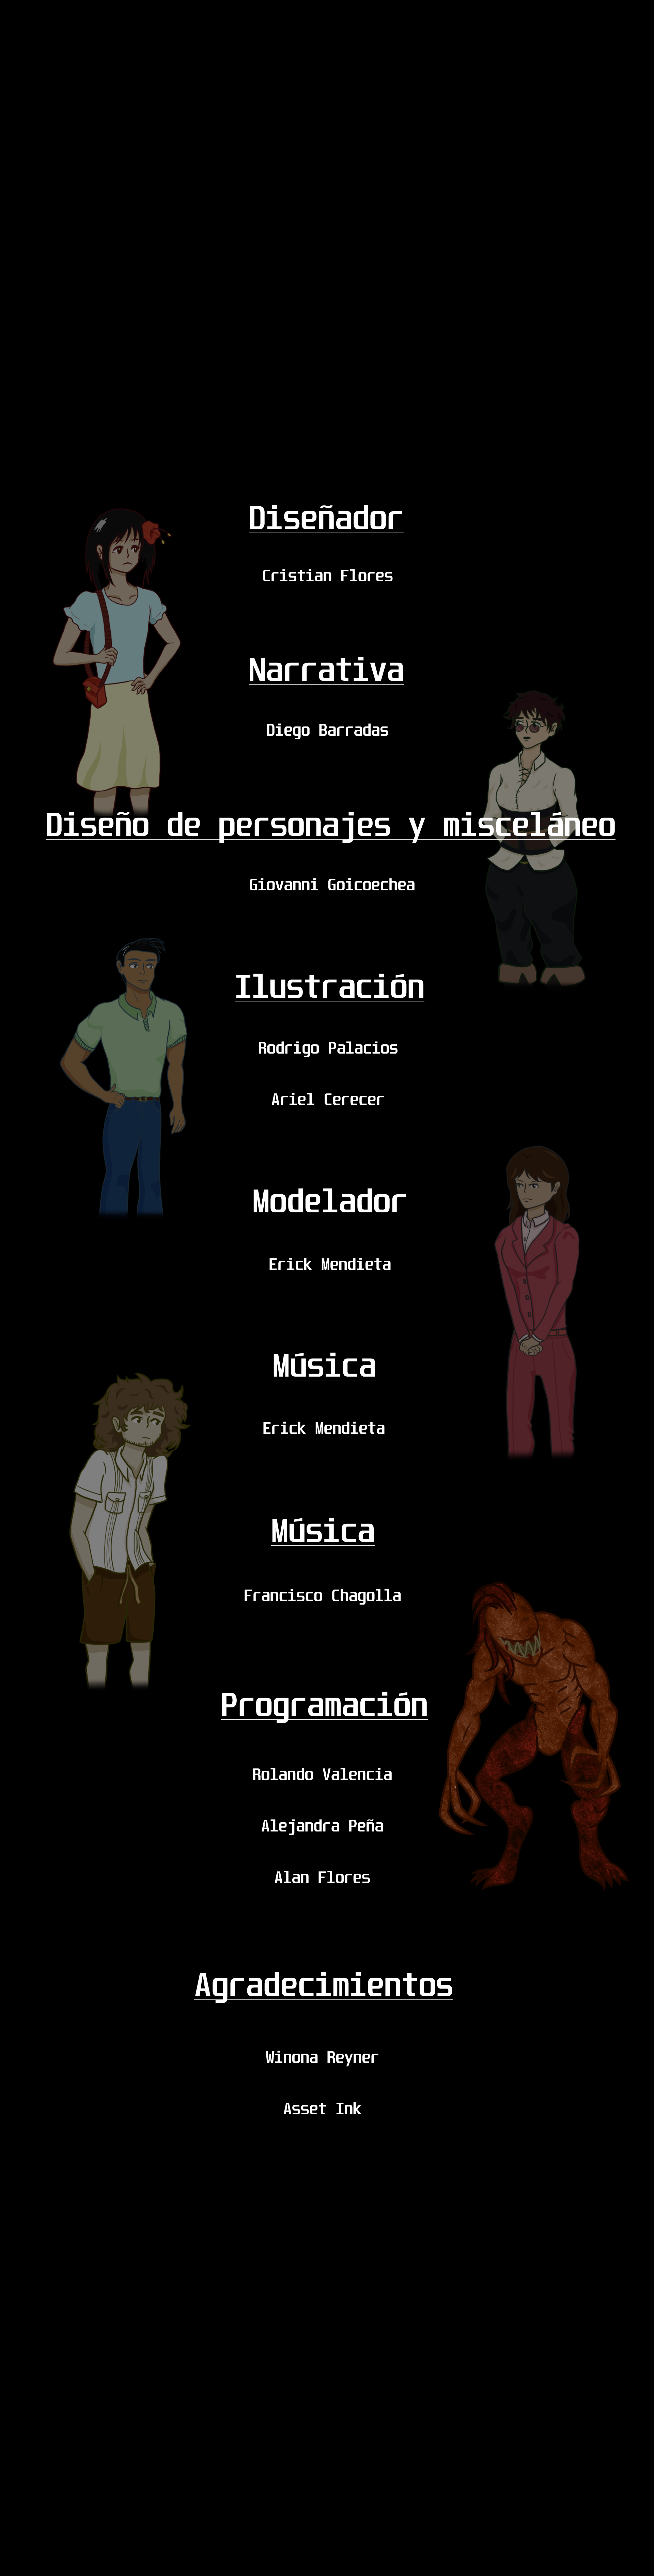 Diseñador
Cristian Flores
Narrativa
Diego Barradas
Diseño de personajes y misceláneo
Giovanni Goicoechea
Ilustración
Rodrigo Palacios
Ariel Cerecer
Modelador
Erick Mendieta
Música
Erick Mendieta
Música
Francisco Chagolla
Programación
Rolando Valencia
Alejandra Peña
Alan Flores
Agradecimientos
Winona Reyner
Asset Ink